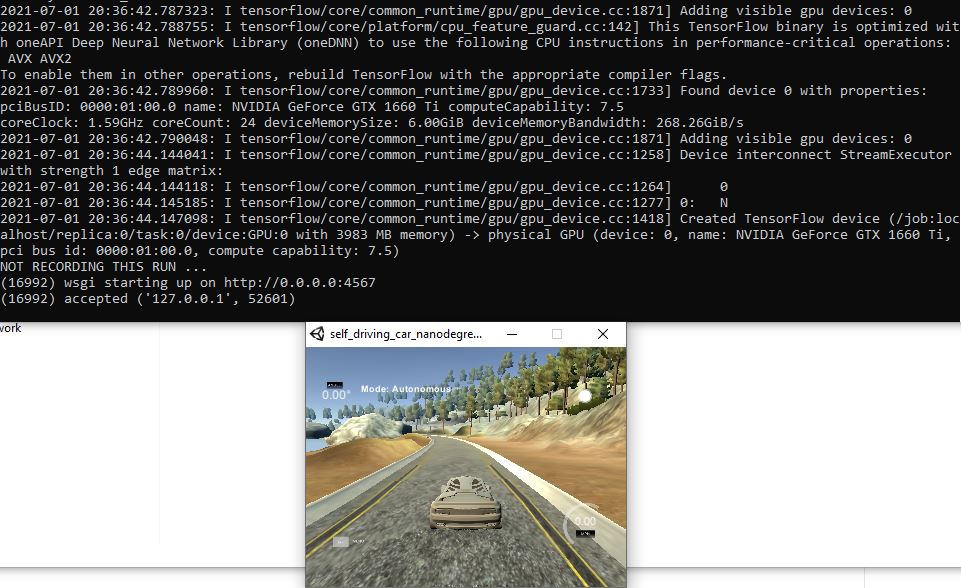 2021-07-01 20:36:42.787323: I tensorflow/core/common_runtime/gpu/gpu_device.cc:1871] Adding visible gpu devices: 0
2021-07-01 20:36:42.788755: I tensorflow/core/platform/cpu_feature_guard.cc:142] This TensorFlow binary is optimized wit
h oneAPI Deep Neural Network Library (oneDNN) to use the following CPU instructions in performance-critical operations:
 AVX AVX2
To enable them in other operations, rebuild TensorFlow with the appropriate compiler flags.
2021-07-01 20:36:42.789960: I tensorflow/core/common_runtime/gpu/gpu_device.cc:1733] Found device 0 with properties:
pciBusID: 0000:01:00.0 name: NVIDIA GeForce GTX 1660 Ti computeCapability: 7.5
coreClock: 1.59GHz coreCount: 24 deviceMemorySize: 6.00GiB deviceMemoryBandwidth: 268.26GiB/s
2021-07-01 20:36:42.790048: I tensorflow/core/common_runtime/gpu/gpu_device.cc:1871] Adding visible gpu devices: 0
2021-07-01 20:36:44.144041: I tensorflow/core/common_runtime/gpu/gpu_device.cc:1258] Device interconnect StreamExecutor
with strength 1 edge matrix:
2021-07-01 20:36:44.144118: I tensorflow/core/common_runtime/gpu/gpu_device.cc:1264]      0
2021-07-01 20:36:44.145185: I tensorflow/core/common_runtime/gpu/gpu_device.cc:1277] 0:   N
2021-07-01 20:36:44.147098: I tensorflow/core/common_runtime/gpu/gpu_device.cc:1418] Created TensorFlow device (/job:loc
alhost/replica:0/task:0/device:GPU:0 with 3983 MB memory) -> physical GPU (device: 0, name: NVIDIA GeForce GTX 1660 Ti,
pci bus id: 0000:01:00.0, compute capability: 7.5)
NOT RECORDING THIS RUN ...
(16992) wsgi starting up on http://0.0.0.0:4567
(16992) accepted ('127.0.0.1', 52601)
work
self_driving_car_nanodegre...
Mode: Autonomous
0.00°
0.00